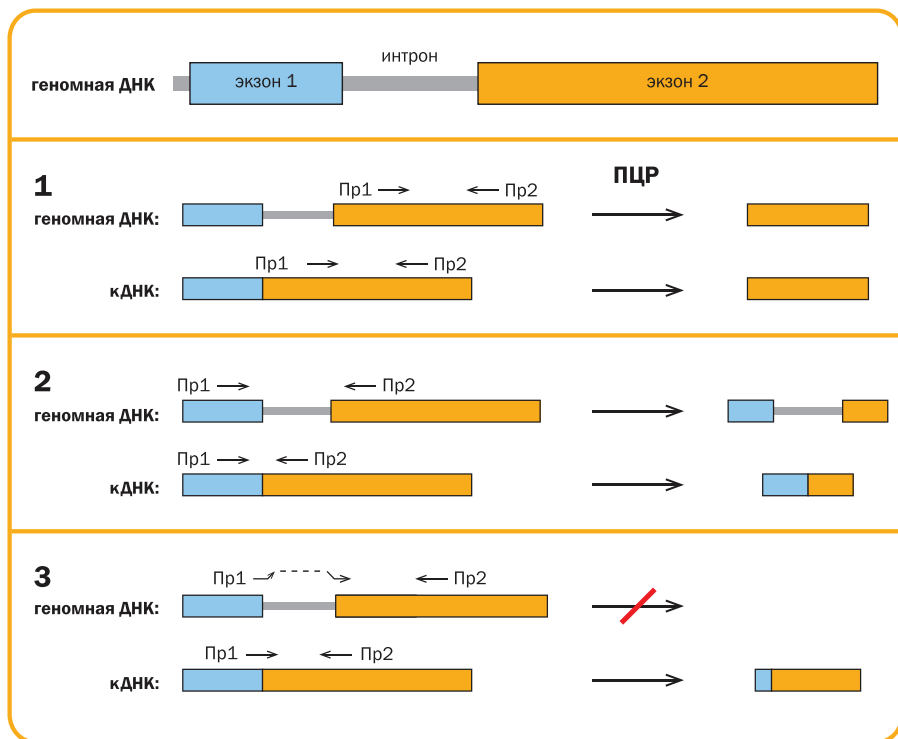 интрон
геномная ДНК экзон 1 экзон 2
1 ПЦР
Пр1 Пр2
геномная ДНК:
Пр1 Пр2
кДНК:
2
Пр1 Пр2
геномная ДНК:
Пр1 Пр2
кДНК:
3
Пр1 Пр2
геномная ДНК:
Пр1 Пр2
кДНК: